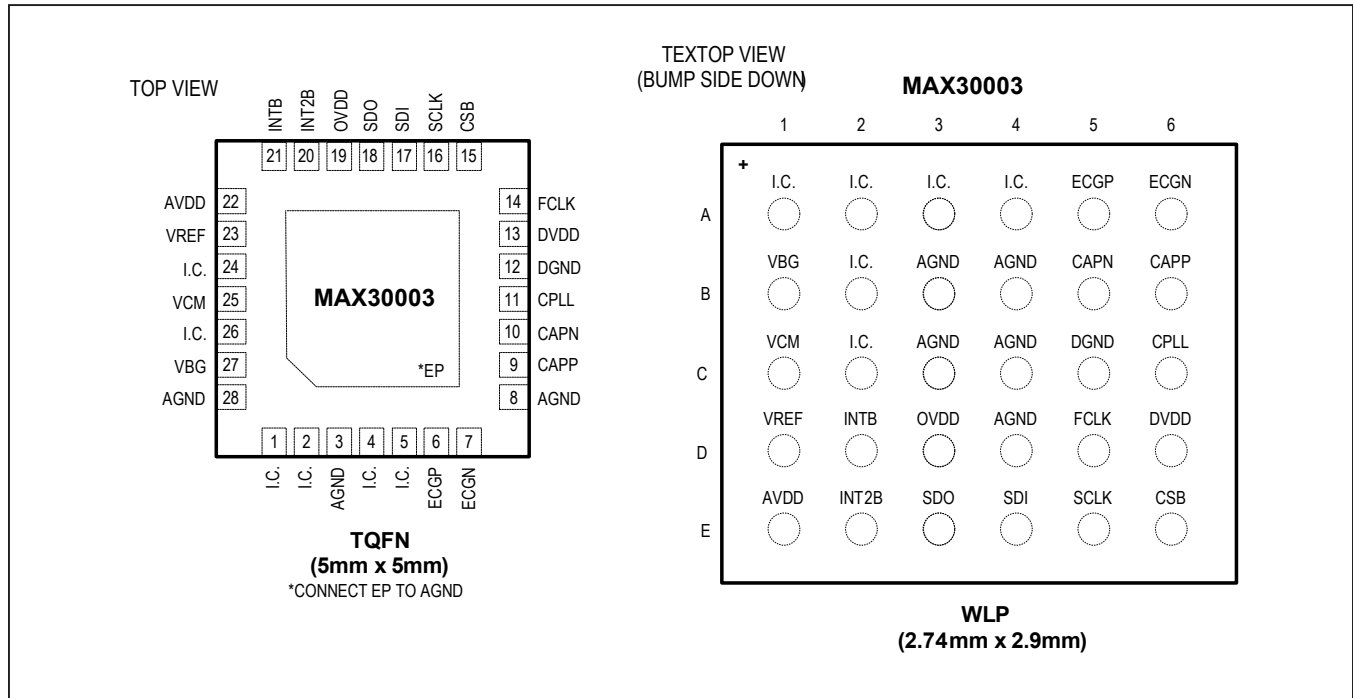 TOP VIEW
INTB
INT2B
OVDD
SDO
SDI
SCLK
CSB
21 20 19 18 17 16 15
AVDD 22
VREF 23
I.C. 24
VCM 25
I.C. 26
VBG 27
AGND 28
14 FCLK
13 DVDD
12 DGND
11 CPLL
10 CAPN
9 CAPP
8 AGND
MAX30003
*EP
1 2 3 4 5 6 7
I.C.
I.C.
AGND
I.C.
I.C.
ECGP
ECGN
TQFN
(5mm x 5mm)
*CONNECT EP TO AGND
TEXTOP VIEW
(BUMP SIDE DOWN)
MAX30003
1 2 3 4 5 6
+
I.C. I.C. I.C. I.C. ECGP ECGN
A
VBG I.C. AGND AGND CAPN CAPP
B
VCM I.C. AGND AGND DGND CPLL
C
VREF INTB OVDD AGND FCLK DVDD
D
AVDD INT2B SDO SDI SCLK CSB
E
WLP
(2.74mm x 2.9mm)